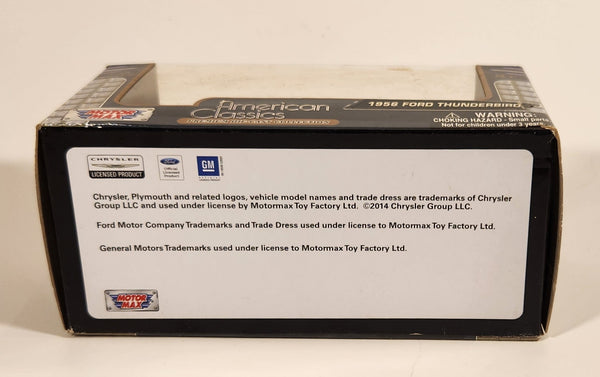 American
Classics
1956 FORD THUNDERBIRD
MOTOR
MAX
WARNING:
CHOKING HAZARD - Small parts
Not for children under 3 years
CHRYSLER
LICENSED PRODUCT
Ford
Official
Licensed
Product
GM
Chrysler, Plymouth and related logos, vehicle model names and trade dress are trademarks of Chrysler
Group LLC and used under license by Motormax Toy Factory Ltd. ©2014 Chrysler Group LLC.
Ford Motor Company Trademarks and Trade Dress used under license to Motormax Toy Factory Ltd.
General Motors Trademarks used under license to Motormax Toy Factory Ltd.
MOTOR
MAX